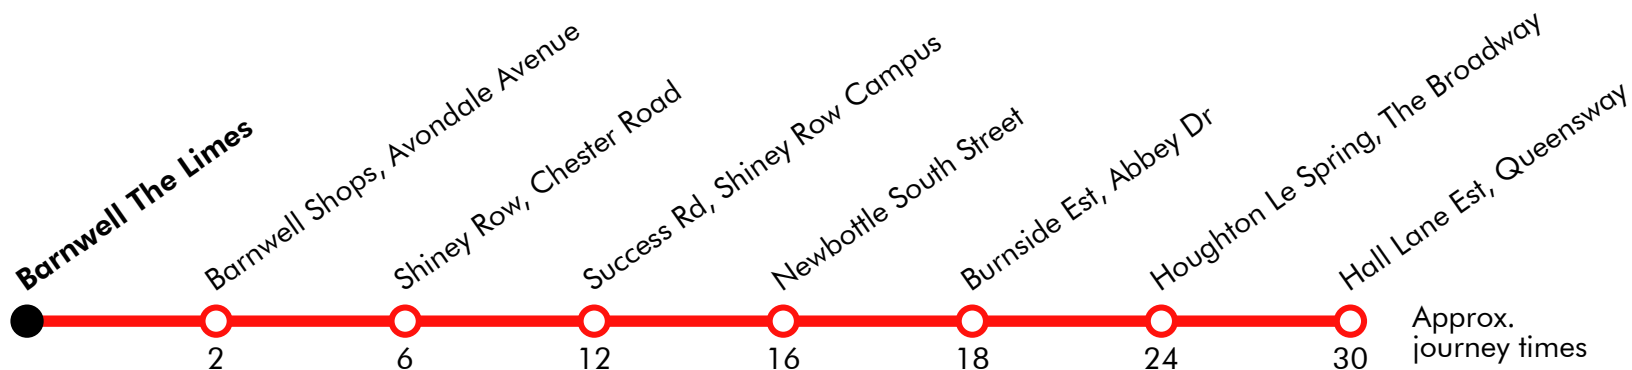 Barnwell The Limes
Barnwell Shops, Avondale Avenue
Shiney Row, Chester Road
Success Rd, Shiney Row Campus
Newbottle South Street
Burnside Est, Abbey Dr
Houghton Le Spring, The Broadway
Hall Lane Est, Queensway
2 6 12 16 18 24 30
Approx.
journey times